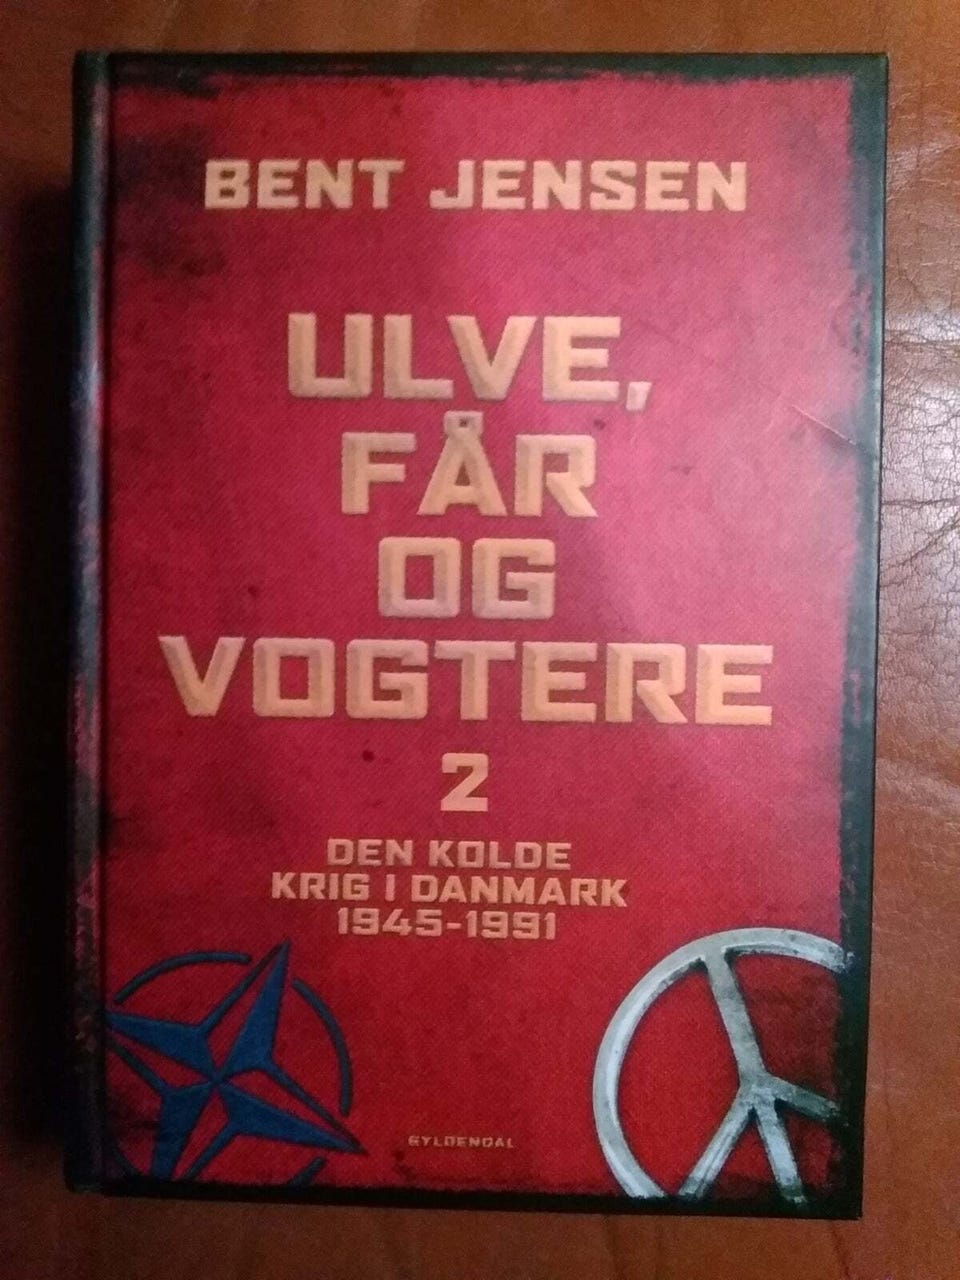 BENT JENSEN
ULVE,
FÅR
OG
VOGTERE
2
DEN KOLDE
KRIG I DANMARK
1945-1991
GYLDENDAL